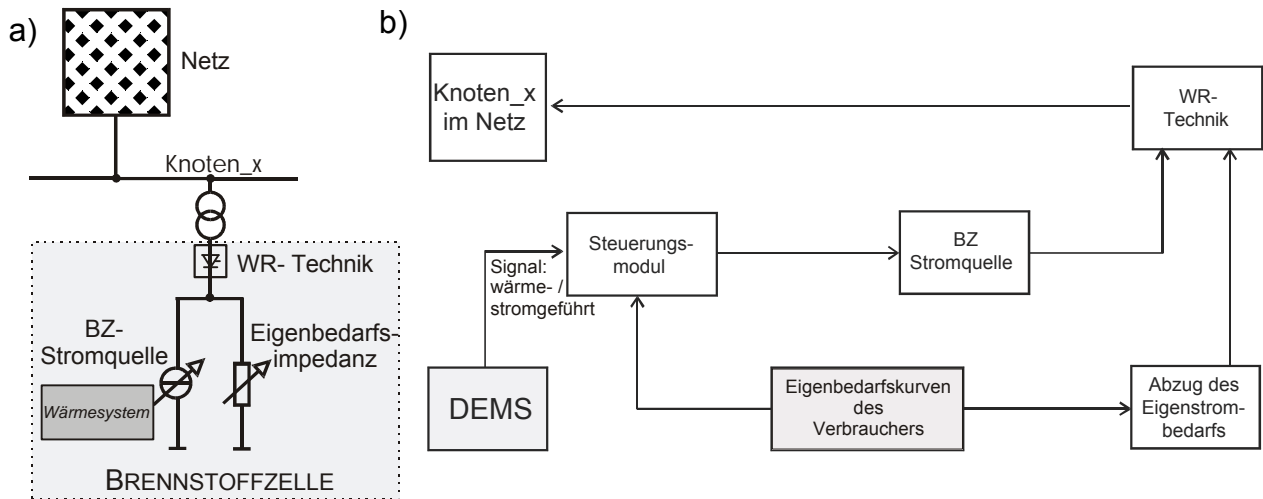 a)
Netz
Knoten_x
WR- Technik
BZ-
Stromquelle
Eigenbedarfs-
impedanz
Wärmesystem
BRENNSTOFFZELLE
b)
Knoten_x
im Netz
WR-
Technik
Steuerungs-
modul
BZ
Stromquelle
Signal:
wärme- /
stromgeführt
DEMS
Eigenbedarfskurven
des
Verbrauchers
Abzug des
Eigenstrom-
bedarfs